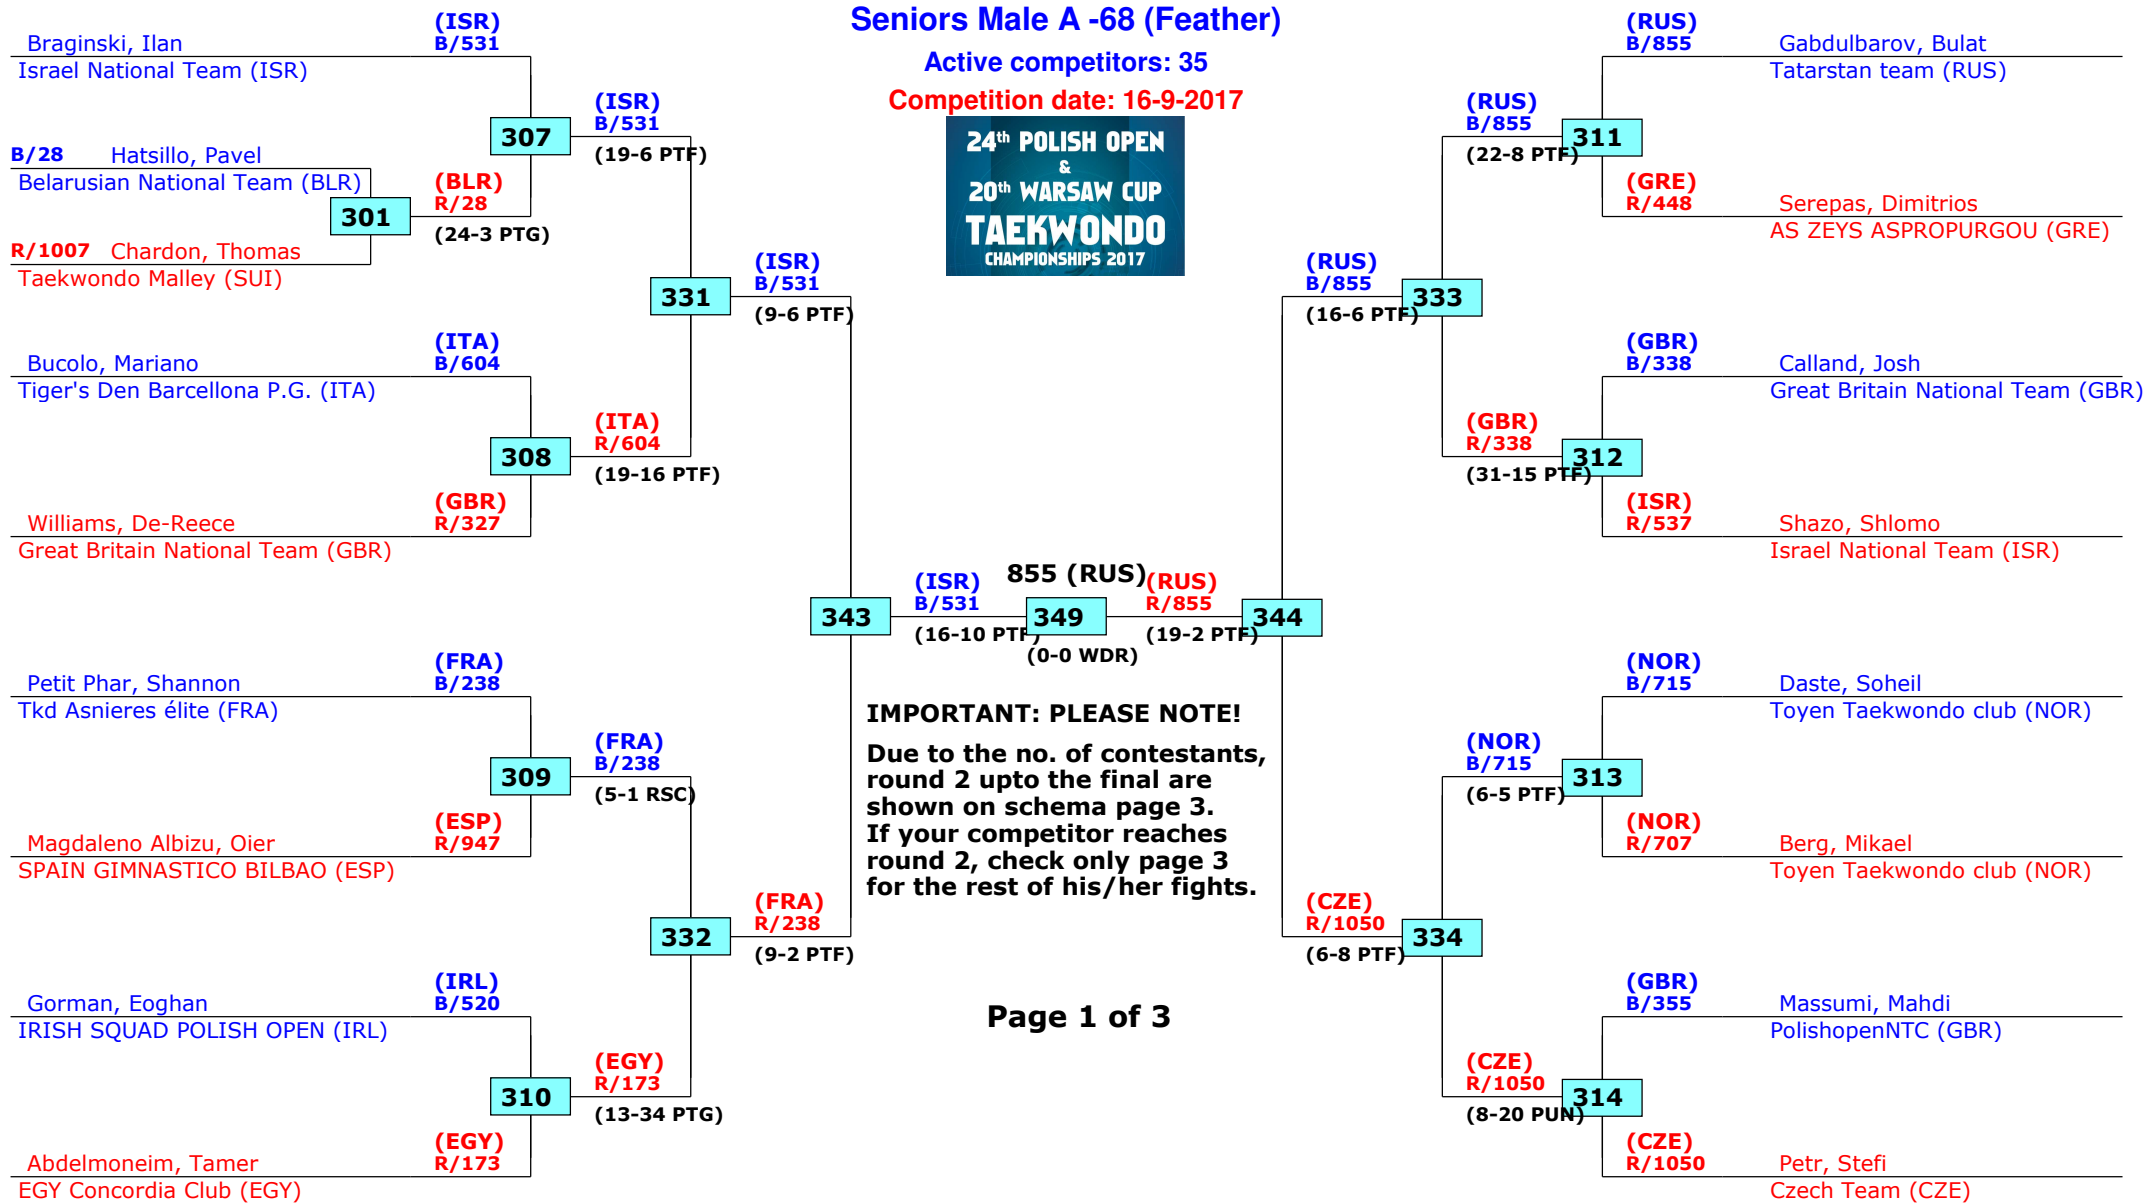 Seniors Male A -68 (Feather)
Active competitors: 35
Competition date: 16-9-2017
24th POLISH OPEN
&
20th WARSAW CUP
TAEKWONDO
CHAMPIONSHIPS 2017
Braginski, Ilan
(ISR)
B/531
Israel National Team (ISR)
307
(ISR)
B/531
(19-6 PTF)
B/28 Hatsillo, Pavel
Belarusian National Team (BLR)
301
(BLR)
R/28
(24-3 PTG)
R/1007 Chardon, Thomas
Taekwondo Malley (SUI)
331
(ISR)
B/531
(9-6 PTF)
Bucolo, Mariano
(ITA)
B/604
Tiger's Den Barcellona P.G. (ITA)
308
(ITA)
R/604
(19-16 PTF)
Williams, De-Reece
(GBR)
R/327
Great Britain National Team (GBR)
343
(ISR)
B/531
(16-10 PTF)
855 (RUS)
349
(0-0 WDR)
(RUS)
R/855
(19-2 PTF)
344
Petit Phar, Shannon
(FRA)
B/238
Tkd Asnieres élite (FRA)
309
(FRA)
B/238
(5-1 RSC)
Magdaleno Albizu, Oier
(ESP)
R/947
SPAIN GIMNASTICO BILBAO (ESP)
332
(FRA)
R/238
(9-2 PTF)
Gorman, Eoghan
(IRL)
B/520
IRISH SQUAD POLISH OPEN (IRL)
310
(EGY)
R/173
(13-34 PTG)
Abdelmoneim, Tamer
(EGY)
R/173
EGY Concordia Club (EGY)
IMPORTANT: PLEASE NOTE!
Due to the no. of contestants,
round 2 upto the final are
shown on schema page 3.
If your competitor reaches
round 2, check only page 3
for the rest of his/her fights.
Page 1 of 3
(RUS)
B/855
Gabdulbarov, Bulat
Tatarstan team (RUS)
(RUS)
B/855
(22-8 PTF)
311
(GRE)
R/448
Serepas, Dimitrios
AS ZEYS ASPROPURGOU (GRE)
(RUS)
B/855
(16-6 PTF)
333
(GBR)
B/338
Calland, Josh
Great Britain National Team (GBR)
(GBR)
R/338
(31-15 PTF)
312
(ISR)
R/537
Shazo, Shlomo
Israel National Team (ISR)
(NOR)
B/715
Daste, Soheil
Toyen Taekwondo club (NOR)
(NOR)
B/715
(6-5 PTF)
313
(NOR)
R/707
Berg, Mikael
Toyen Taekwondo club (NOR)
(CZE)
R/1050
(6-8 PTF)
334
(GBR)
B/355
Massumi, Mahdi
PolishopenNTC (GBR)
(CZE)
R/1050
(8-20 PUN)
314
(CZE)
R/1050
Petr, Stefi
Czech Team (CZE)